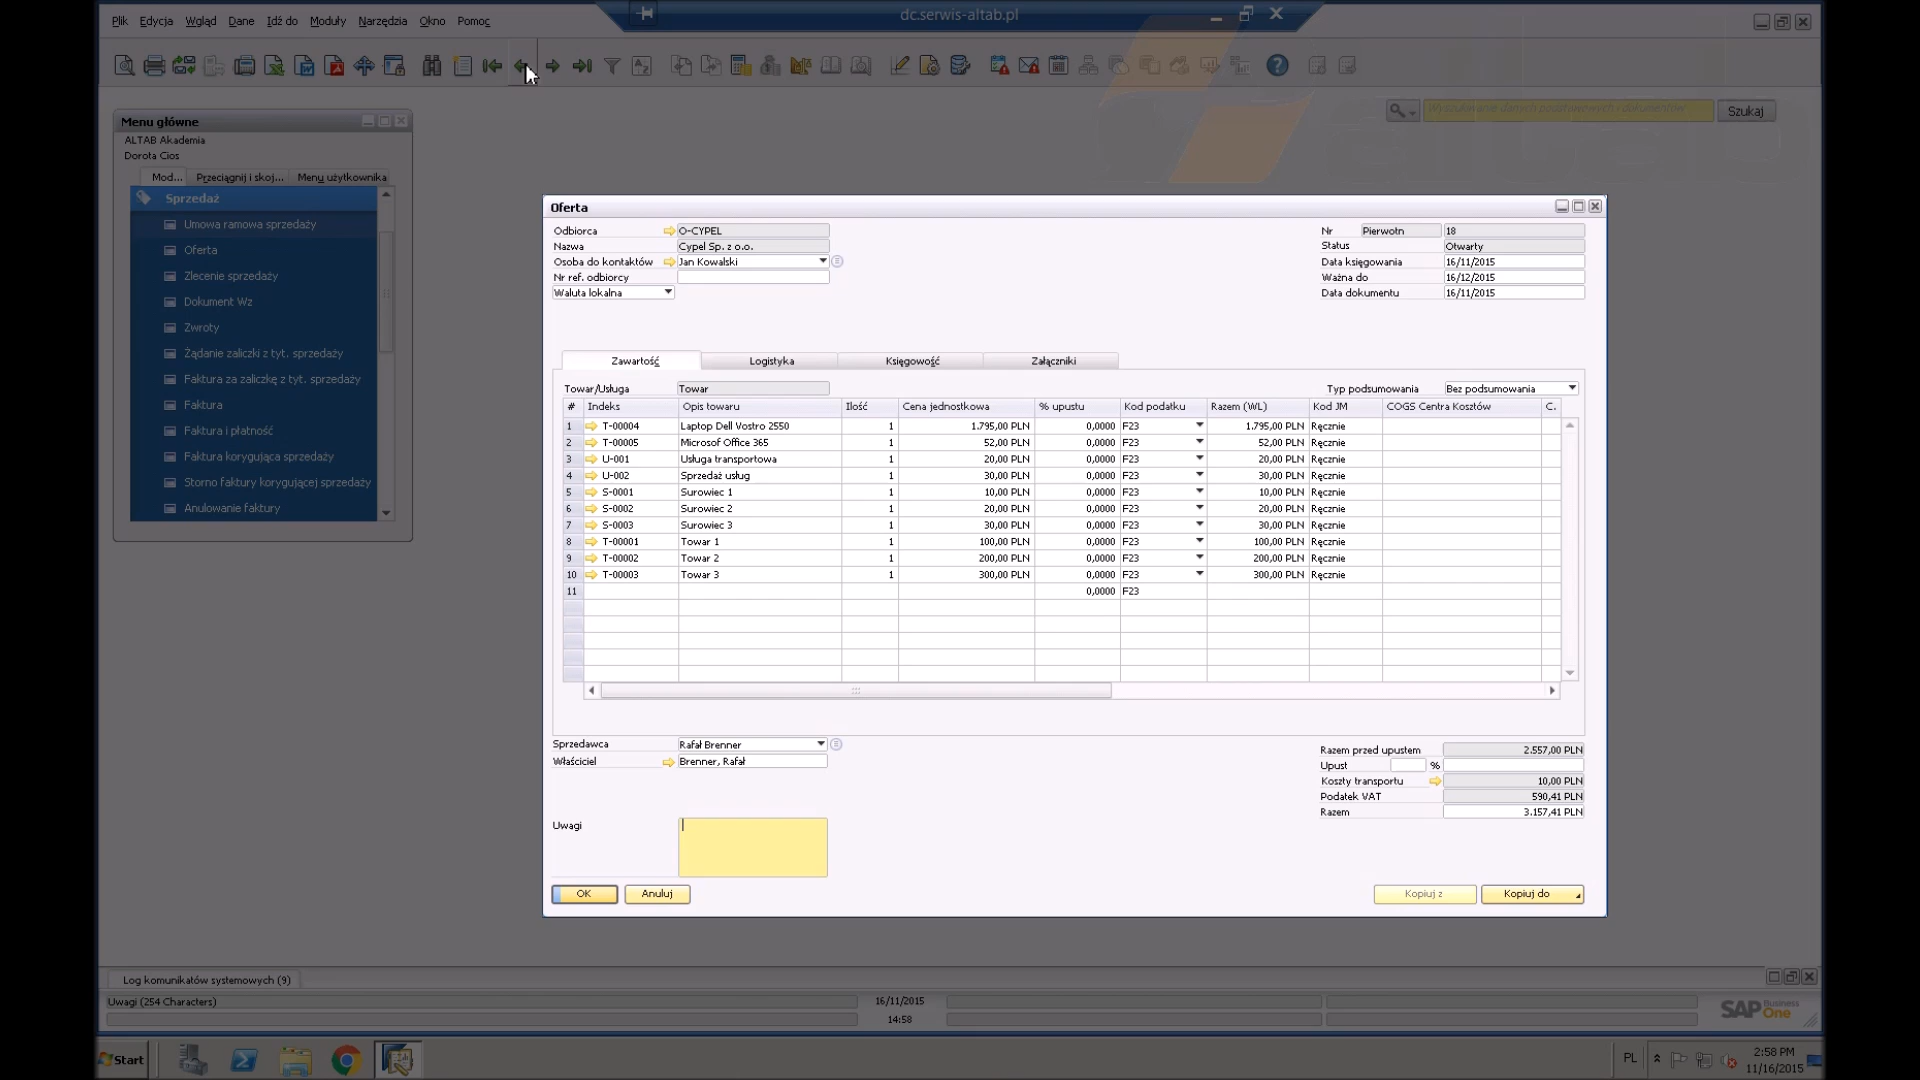 Plik Edycja Wgląd Dane Idź do Moduły Narzędzia Okno Pomoc
dc.serwis-altab.pl
Szukaj
Menu główne
ALTAB Akademia
Dorota Cios
Mod... Przeciągnij i skoj... Menu użytkownika
Sprzedaż
Umowa ramowa sprzedaży
Oferta
Zlecenie sprzedaży
Dokument Wz
Zwroty
Żądanie zaliczki z tyt. sprzedaży
Faktura za zaliczkę z tyt. sprzedaży
Faktura
Faktura i płatność
Faktura korygująca sprzedaży
Storno faktury korygującej sprzedaży
Anulowanie faktury
Oferta
Odbiorca O-CYPEL
Nazwa Cypel Sp. z o.o.
Osoba do kontaktów Jan Kowalski
Nr ref. odbiorcy
Waluta lokalna
Nr Pierwotn 18
Status Otwarty
Data księgowania 16/11/2015
Ważna do 16/12/2015
Data dokumentu 16/11/2015
Zawartość Logistyka Księgowość Załączniki
Towar/Usługa Towar Typ podsumowania Bez podsumowania
# Indeks Opis towaru Ilość Cena jednostkowa % upustu Kod podatku Razem (WL) Kod JM COGS Centra Kosztów C.
1 T-00004 Laptop Dell Vostro 2550 1 1.795,00 PLN 0,0000 F23 1.795,00 PLN Ręcznie
2 T-00005 Microsof Office 365 1 52,00 PLN 0,0000 F23 52,00 PLN Ręcznie
3 U-001 Usługa transportowa 1 20,00 PLN 0,0000 F23 20,00 PLN Ręcznie
4 U-002 Sprzedaż usług 1 30,00 PLN 0,0000 F23 30,00 PLN Ręcznie
5 S-0001 Surowiec 1 1 10,00 PLN 0,0000 F23 10,00 PLN Ręcznie
6 S-0002 Surowiec 2 1 20,00 PLN 0,0000 F23 20,00 PLN Ręcznie
7 S-0003 Surowiec 3 1 30,00 PLN 0,0000 F23 30,00 PLN Ręcznie
8 T-00001 Towar 1 1 100,00 PLN 0,0000 F23 100,00 PLN Ręcznie
9 T-00002 Towar 2 1 200,00 PLN 0,0000 F23 200,00 PLN Ręcznie
10 T-00003 Towar 3 1 300,00 PLN 0,0000 F23 300,00 PLN Ręcznie
11 0,0000 F23
Sprzedawca Rafał Brenner
Właściciel Brenner, Rafał
Uwagi
Razem przed upustem 2.557,00 PLN
Upust %
Koszty transportu 10,00 PLN
Podatek VAT 590,41 PLN
Razem 3.157,41 PLN
OK Anuluj Kopiuj z Kopiuj do
Log komunikatów systemowych (9)
Uwagi (254 Characters) 16/11/2015
14:58
SAP Business One
Start PL 2:58 PM
11/16/2015